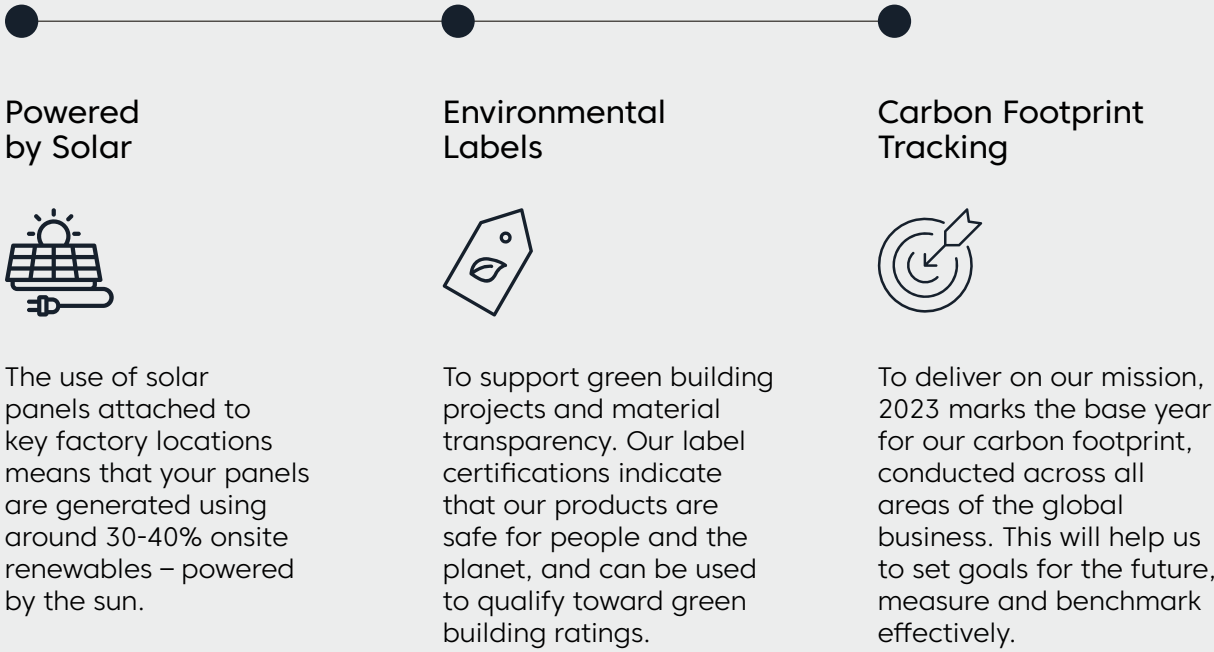 Powered
by Solar
The use of solar
panels attached to
key factory locations
means that your panels
are generated using
around 30-40% onsite
renewables – powered
by the sun.
Environmental
Labels
To support green building
projects and material
transparency. Our label
certifications indicate
that our products are
safe for people and the
planet, and can be used
to qualify toward green
building ratings.
Carbon Footprint
Tracking
To deliver on our mission,
2023 marks the base year
for our carbon footprint,
conducted across all
areas of the global
business. This will help us
to set goals for the future,
measure and benchmark
effectively.